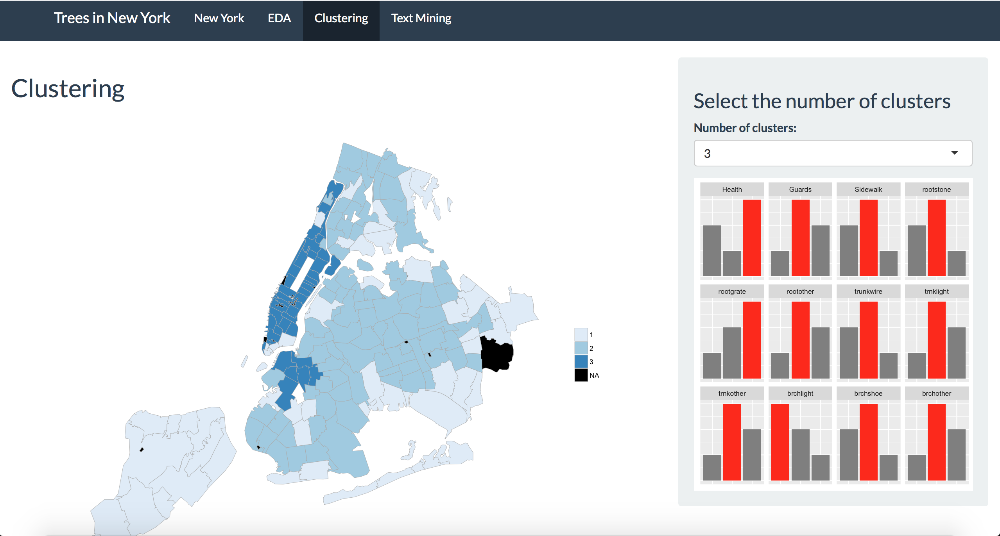 Trees in New York New York EDA Clustering Text Mining
Clustering
Select the number of clusters
Number of clusters:
3
Health Guards Sidewalk rootstone
rootgrate rootother trunkwire trnklight
trnkother brchlight brchshoe brchother
1
2
3
NA